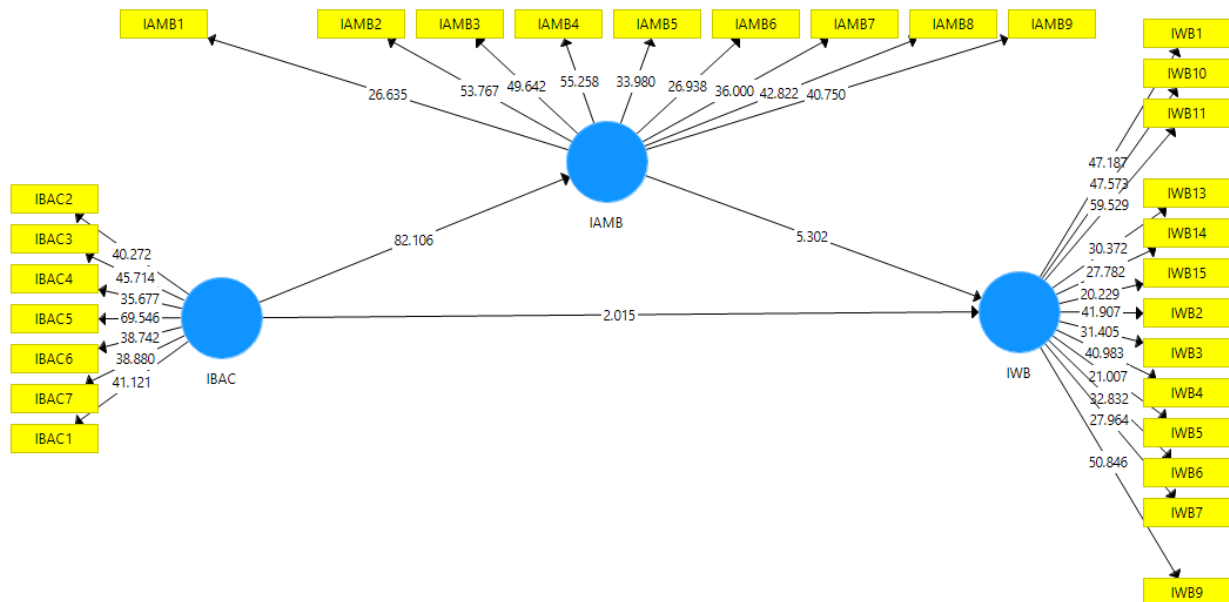 IAMB1
IAMB2
IAMB3
IAMB4
IAMB5
IAMB6
IAMB7
IAMB8
IAMB9
26.635
53.767
49.642
55.258
33.980
26.938
36.000
42.822
40.750
IAMB
IBAC2
IBAC3
IBAC4
IBAC5
IBAC6
IBAC7
IBAC1
40.272
45.714
35.677
69.546
38.742
38.880
41.121
IBAC
82.106
5.302
2.015
IWB
47.187
47.573
59.529
30.372
27.782
20.229
41.907
31.405
40.983
21.007
32.832
27.964
50.846
IWB1
IWB10
IWB11
IWB13
IWB14
IWB15
IWB2
IWB3
IWB4
IWB5
IWB6
IWB7
IWB9